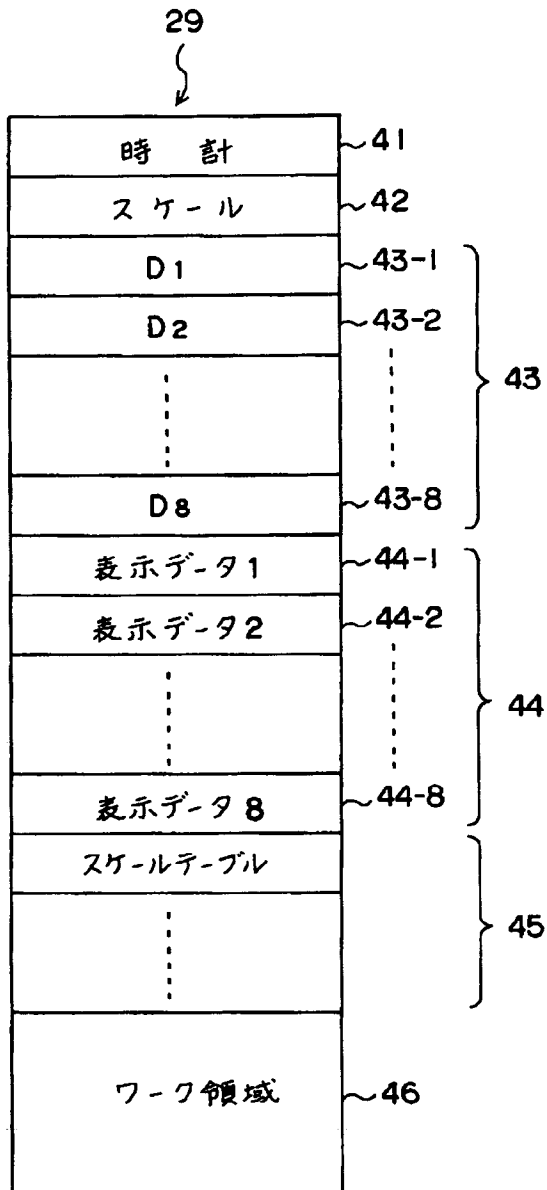 29
時 計 41
スケール 42
D1 43-1
D2 43-2
43
D8 43-8
表示データ1 44-1
表示データ2 44-2
44
表示データ8 44-8
スケールテーブル
45
ワーク領域 46